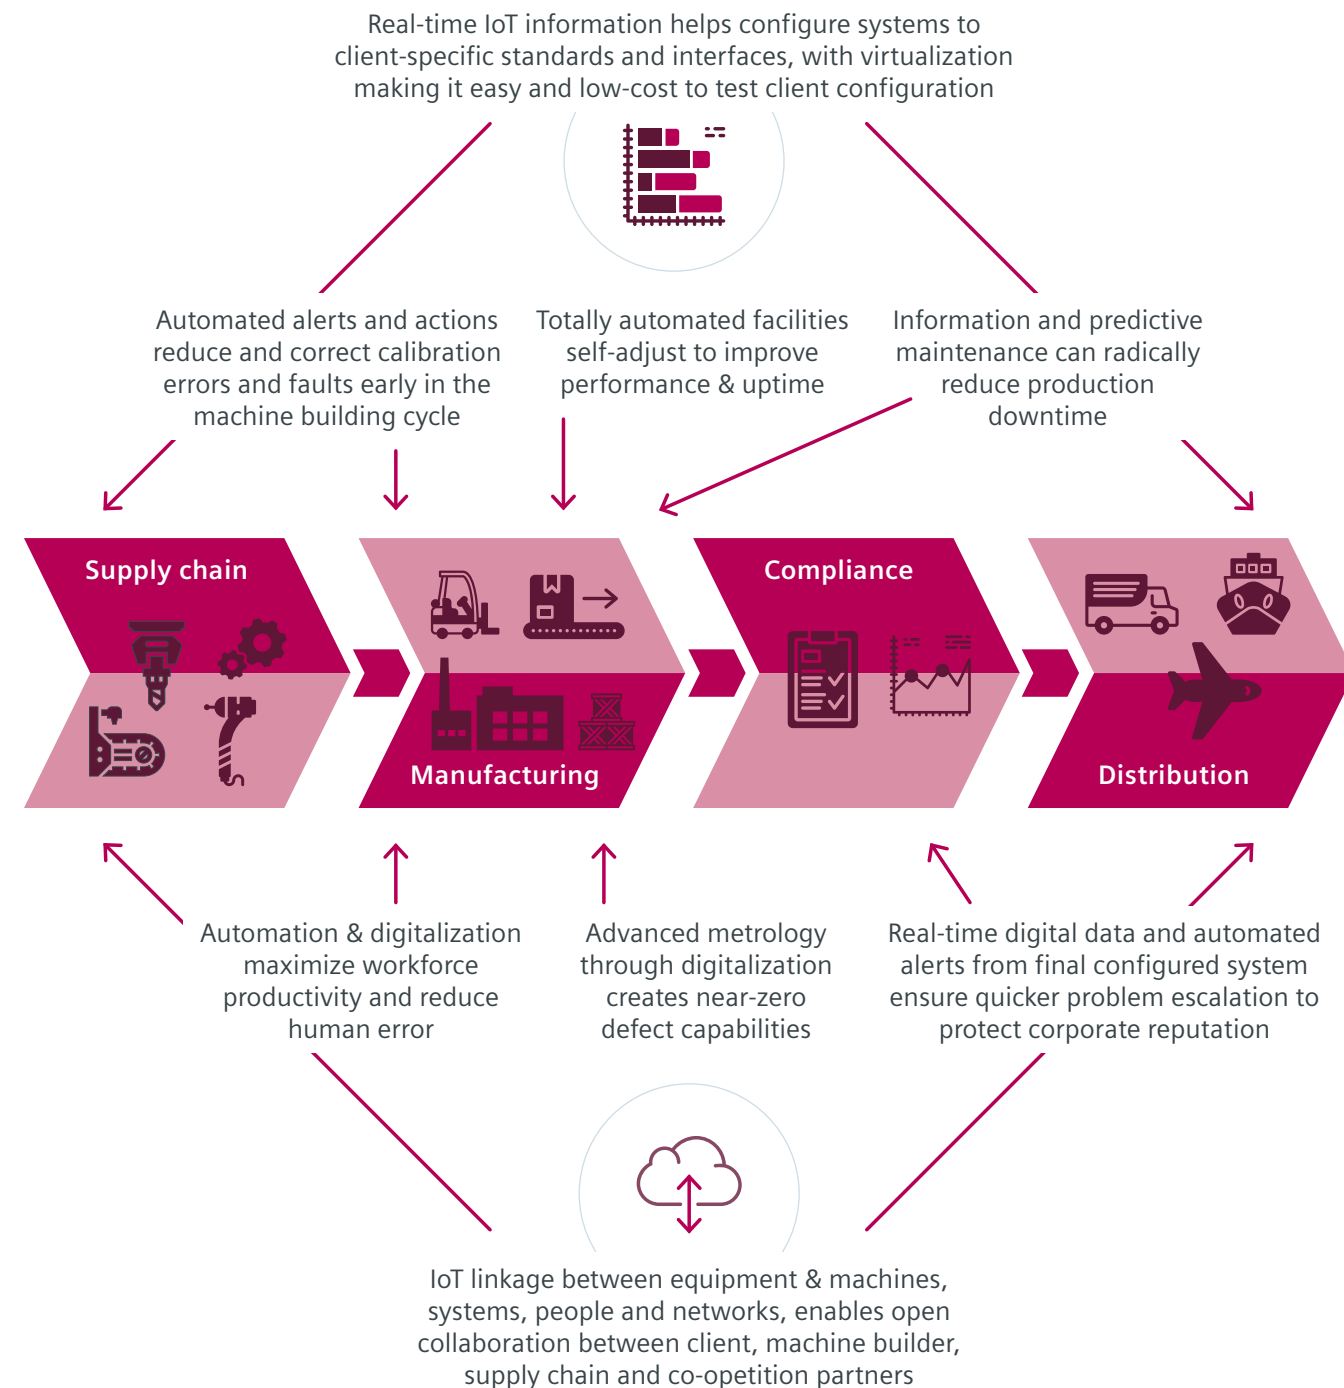 Real-time IoT information helps configure systems to
client-specific standards and interfaces, with virtualization
making it easy and low-cost to test client configuration
Automated alerts and actions
reduce and correct calibration
errors and faults early in the
machine building cycle
Totally automated facilities
self-adjust to improve
performance & uptime
Information and predictive
maintenance can radically
reduce production
downtime
Supply chain
Manufacturing
Compliance
Distribution
Automation & digitalization
maximize workforce
productivity and reduce
human error
Advanced metrology
through digitalization
creates near-zero
defect capabilities
Real-time digital data and automated
alerts from final configured system
ensure quicker problem escalation to
protect corporate reputation
IoT linkage between equipment & machines,
systems, people and networks, enables open
collaboration between client, machine builder,
supply chain and co-opetition partners